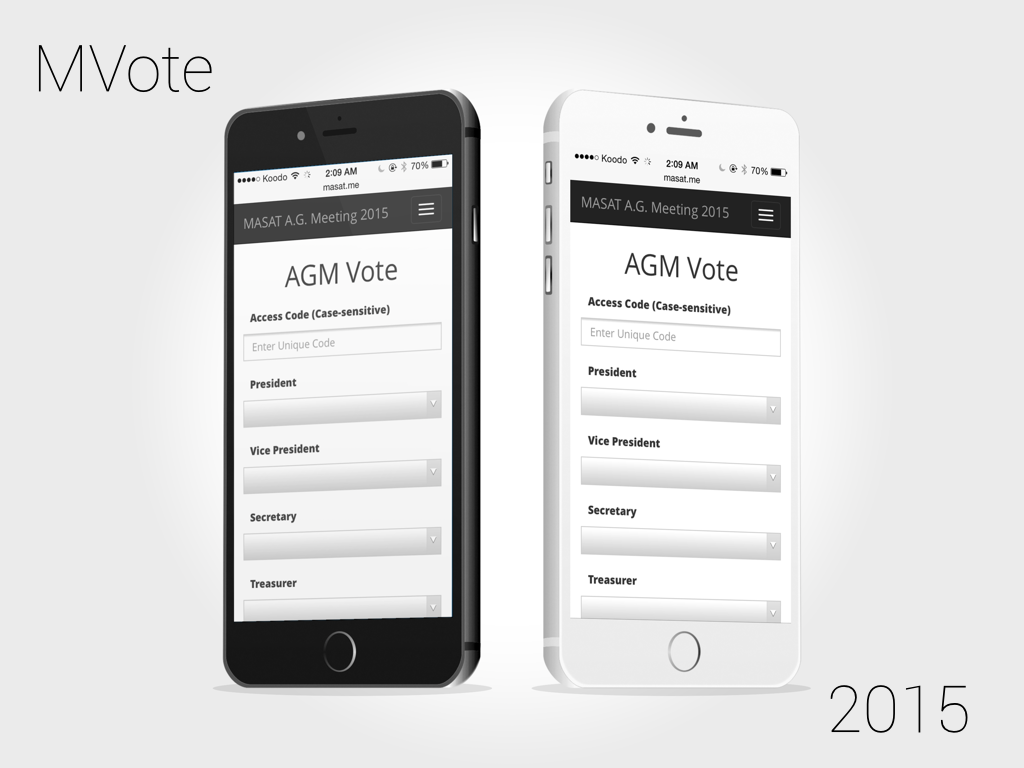 MVote
Koodo 2:09 AM 70%
masat.me
MASAT A.G. Meeting 2015
AGM Vote
Access Code (Case-sensitive)
Enter Unique Code
President
Vice President
Secretary
Treasurer
Koodo 2:09 AM 70%
masat.me
MASAT A.G. Meeting 2015
AGM Vote
Access Code (Case-sensitive)
Enter Unique Code
President
Vice President
Secretary
Treasurer
2015